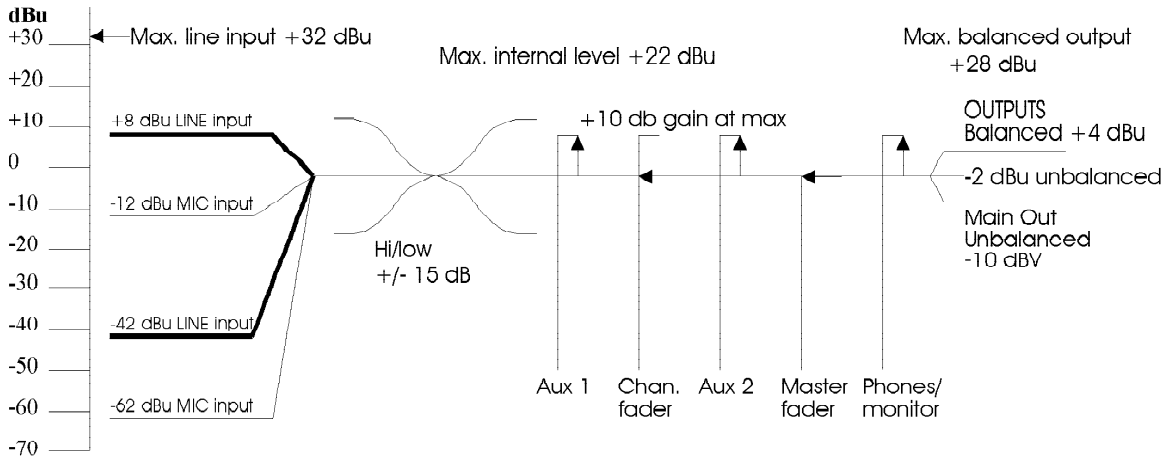 dBu
+30
+20
+10
0
-10
-20
-30
-40
-50
-60
-70
Max. line input +32 dBu
+8 dBu LINE input
-12 dBu MIC input
-42 dBu LINE input
-62 dBu MIC input
Max. internal level +22 dBu
Hi/low
+/- 15 dB
+10 db gain at max
Aux 1
Chan.
fader
Aux 2
Master
fader
Phones/
monitor
Max. balanced output
+28 dBu
OUTPUTS
Balanced +4 dBu
-2 dBu unbalanced
Main Out
Unbalanced
-10 dBV